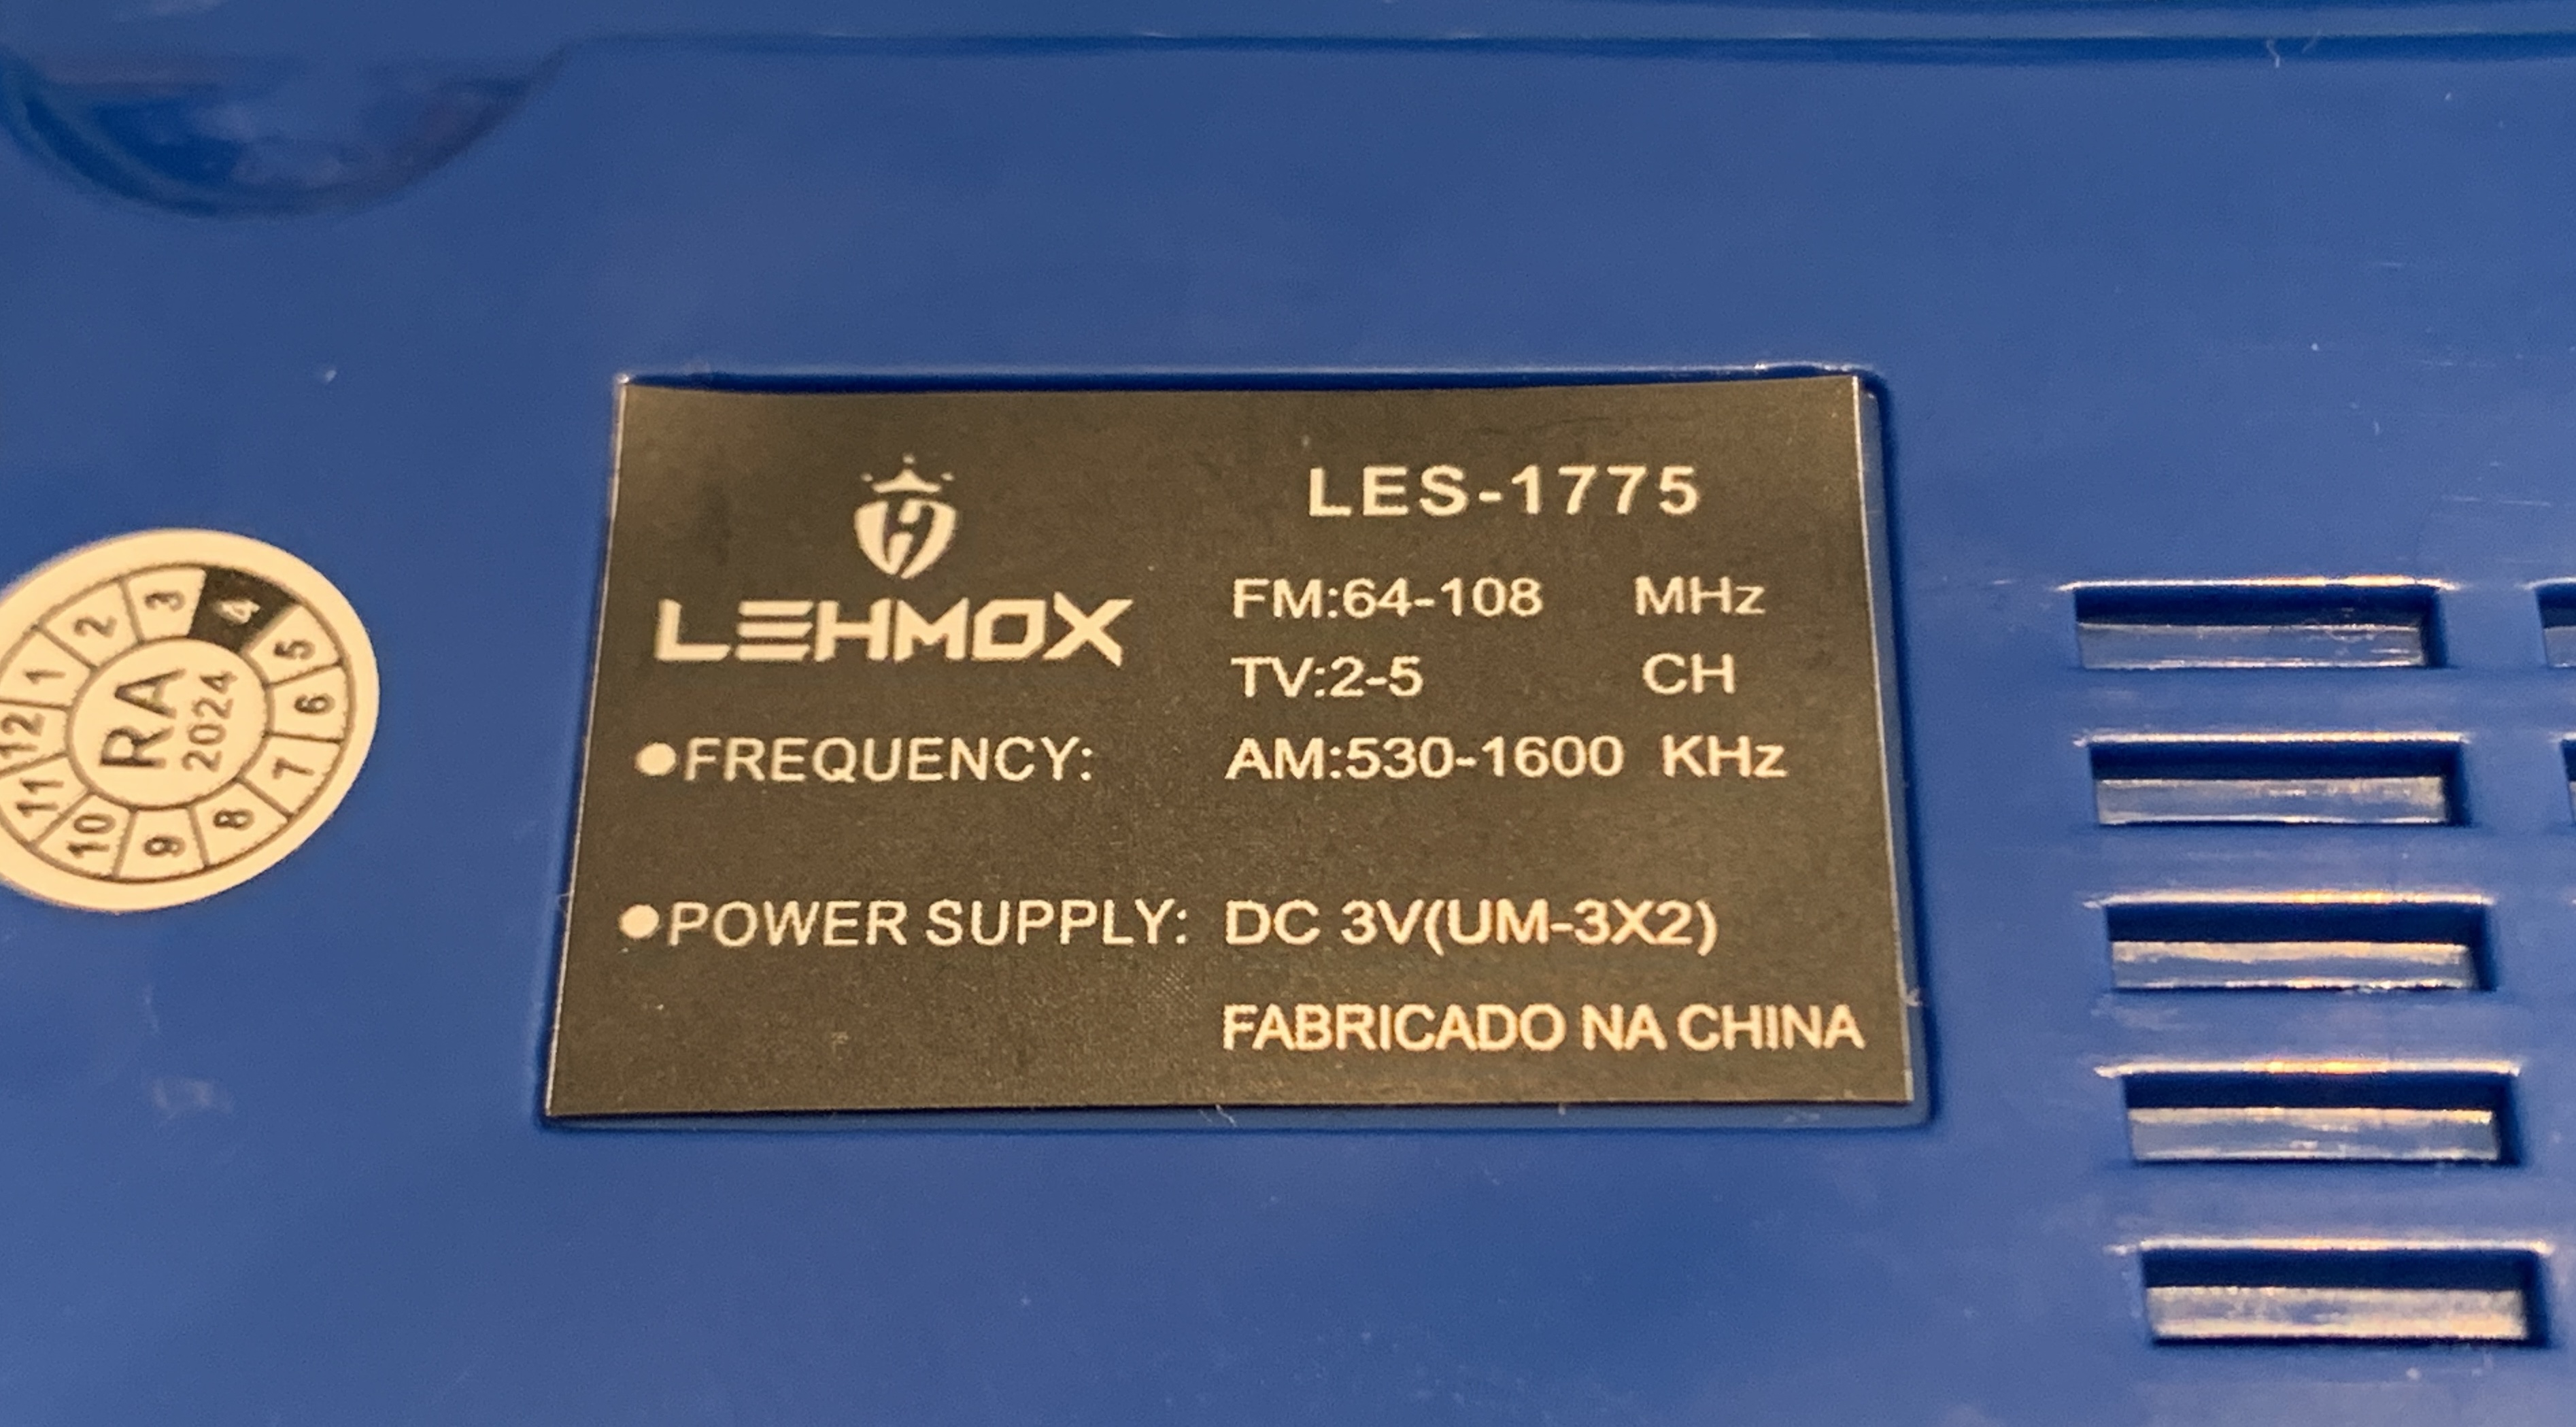 LES-1775
LEHMOX
FM:64-108 MHz
TV:2-5 CH
●FREQUENCY: AM:530-1600 KHz
●POWER SUPPLY: DC 3V(UM-3X2)
FABRICADO NA CHINA
RA
2024
1 2 3 4 5 6 7 8 9 10 11 12